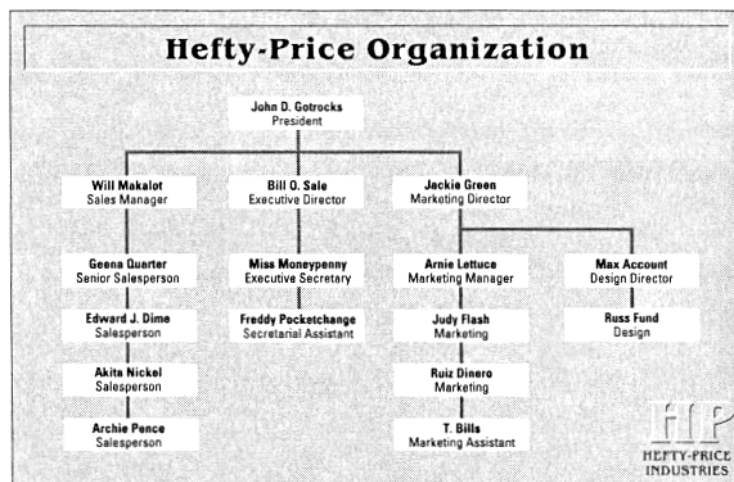 Hefty-Price Organization
John D. Gotrocks
President
Will Makalot
Sales Manager
Bill O. Sale
Executive Director
Jackie Green
Marketing Director
Geena Quarter
Senior Salesperson
Miss Moneypenny
Executive Secretary
Arnie Lettuce
Marketing Manager
Max Account
Design Director
Edward J. Dime
Salesperson
Freddy Pocketchange
Secretarial Assistant
Judy Flash
Marketing
Russ Fund
Design
Akita Nickel
Salesperson
Ruiz Dinero
Marketing
Archie Pence
Salesperson
T. Bills
Marketing Assistant
HP
HEFTY-PRICE
INDUSTRIES